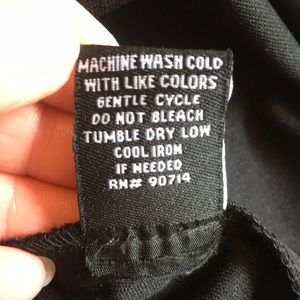 MACHINE WASH COLD
WITH LIKE COLORS
GENTLE CYCLE
DO NOT BLEACH
TUMBLE DRY LOW
COOL IRON
IF NEEDED
RN# 90714